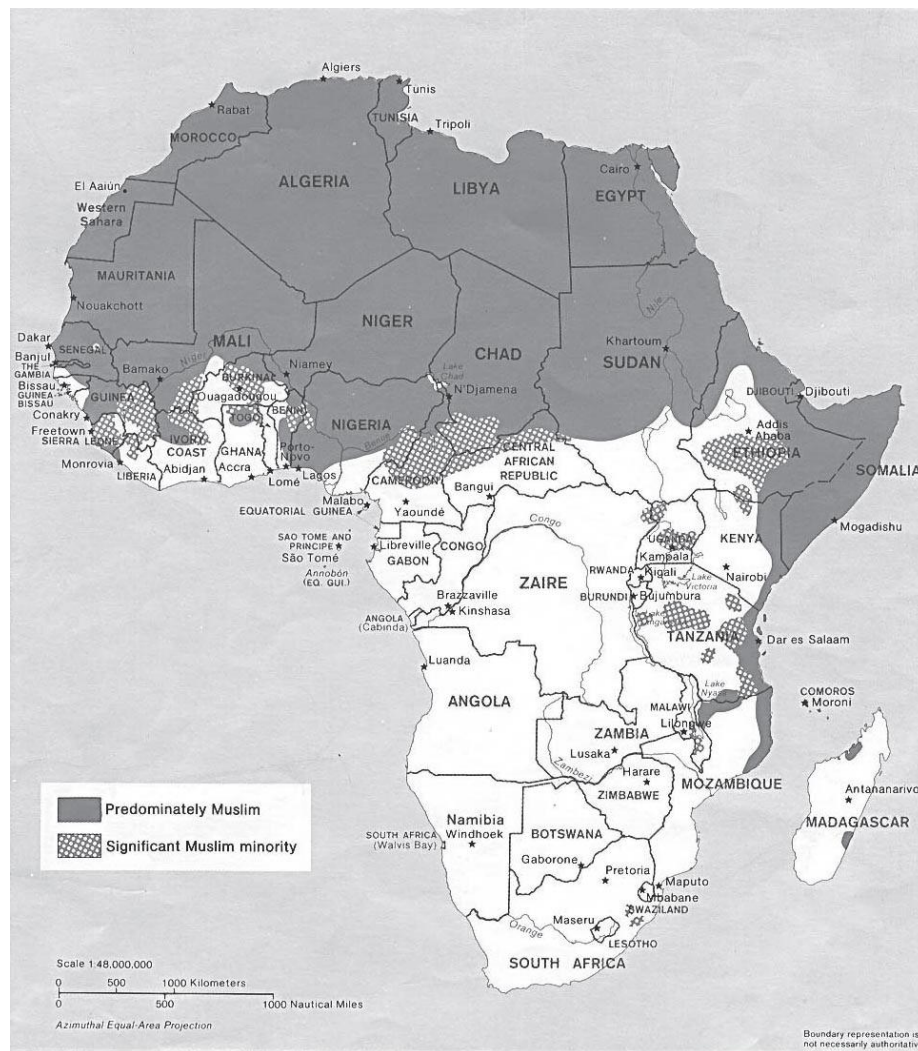 Algiers
Tunis
Rabat
TUNISIA
MOROCCO
Tripoli
El Aaiún
Western
Sahara
ALGERIA
LIBYA
Cairo
EGYPT
MAURITANIA
Nouakchott
Nile
NIGER
MALI
CHAD
Khartoum
SUDAN
Dakar
SENEGAL
Banjul
THE
GAMBIA
Bamako
Niger
Niamey
Lake
Chad
N'Djamena
DJIBOUTI
Djibouti
Bissau
GUINEA-
BISSAU
GUINEA
BURKINA
Ouagadougou
BENIN
Conakry
Freetown
SIERRA LEONE
TOGO
NIGERIA
Benue
Addis
Ababa
ETHIOPIA
IVORY
COAST
GHANA
Porto-
Novo
CENTRAL
AFRICAN
REPUBLIC
SOMALIA
Monrovia
LIBERIA
Abidjan
Accra
Lomé
Lagos
CAMEROON
Bangui
Malabo
EQUATORIAL GUINEA
Yaoundé
Mogadishu
Congo
UGANDA
Kampala
KENYA
SAO TOME AND
PRINCIPE
São Tomé
Libreville
GABON
CONGO
RWANDA
Kigali
Lake
Victoria
Nairobi
Annobón
(EQ. GUI.)
ZAIRE
BURUNDI
Bujumbura
Brazzaville
Kinshasa
ANGOLA
(Cabinda)
Lake
TANZANIA
Dar es Salaam
Luanda
Lake
Nyasa
COMOROS
Moroni
ANGOLA
MALAWI
Lilongwe
ZAMBIA
Lusaka
Zambezi
Harare
ZIMBABWE
MOZAMBIQUE
Antananarivo
MADAGASCAR
Predominately Muslim
Significant Muslim minority
Namibia
Windhoek
SOUTH AFRICA
(Walvis Bay)
BOTSWANA
Gaborone
Pretoria
Maputo
Mbabane
SWAZILAND
Maseru
Orange
LESOTHO
SOUTH AFRICA
Scale 1:48,000,000
0 500 1000 Kilometers
0 500 1000 Nautical Miles
Azimuthal Equal-Area Projection
Boundary representation is
not necessarily authoritative